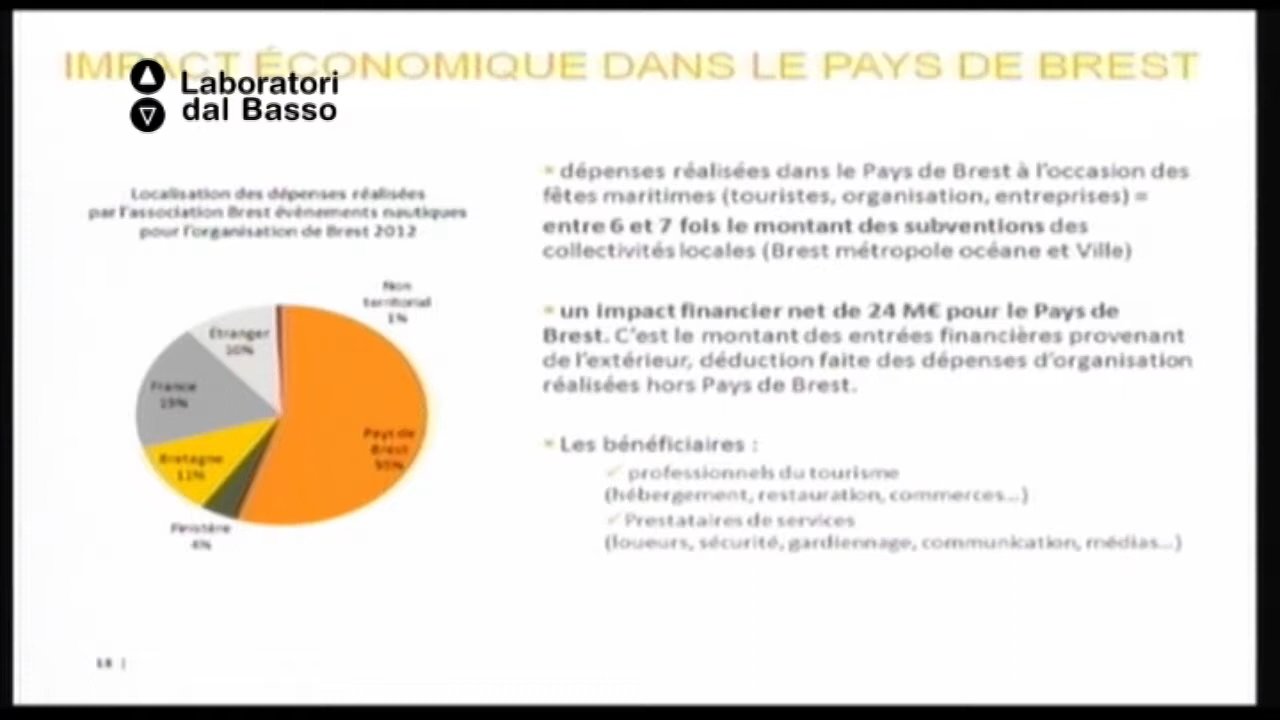 IMPACT ÉCONOMIQUE DANS LE PAYS DE BREST
Laboratori
dal Basso
Localisation des dépenses réalisées
par l'association Brest évènements nautiques
pour l'organisation de Brest 2012
Non
territorial
1%
Étranger
10%
France
19%
Pays de
Brest
55%
Bretagne
11%
Finistère
4%
dépenses réalisées dans le Pays de Brest à l'occasion des
fêtes maritimes (touristes, organisation, entreprises) =
entre 6 et 7 fois le montant des subventions des
collectivités locales (Brest métropole océane et Ville)
un impact financier net de 24 M€ pour le Pays de
Brest. C'est le montant des entrées financières provenant
de l'extérieur, déduction faite des dépenses d'organisation
réalisées hors Pays de Brest.
Les bénéficiaires :
✓ professionnels du tourisme
(hébergement, restauration, commerces...)
✓ Prestataires de services
(loueurs, sécurité, gardiennage, communication, médias...)
18 |